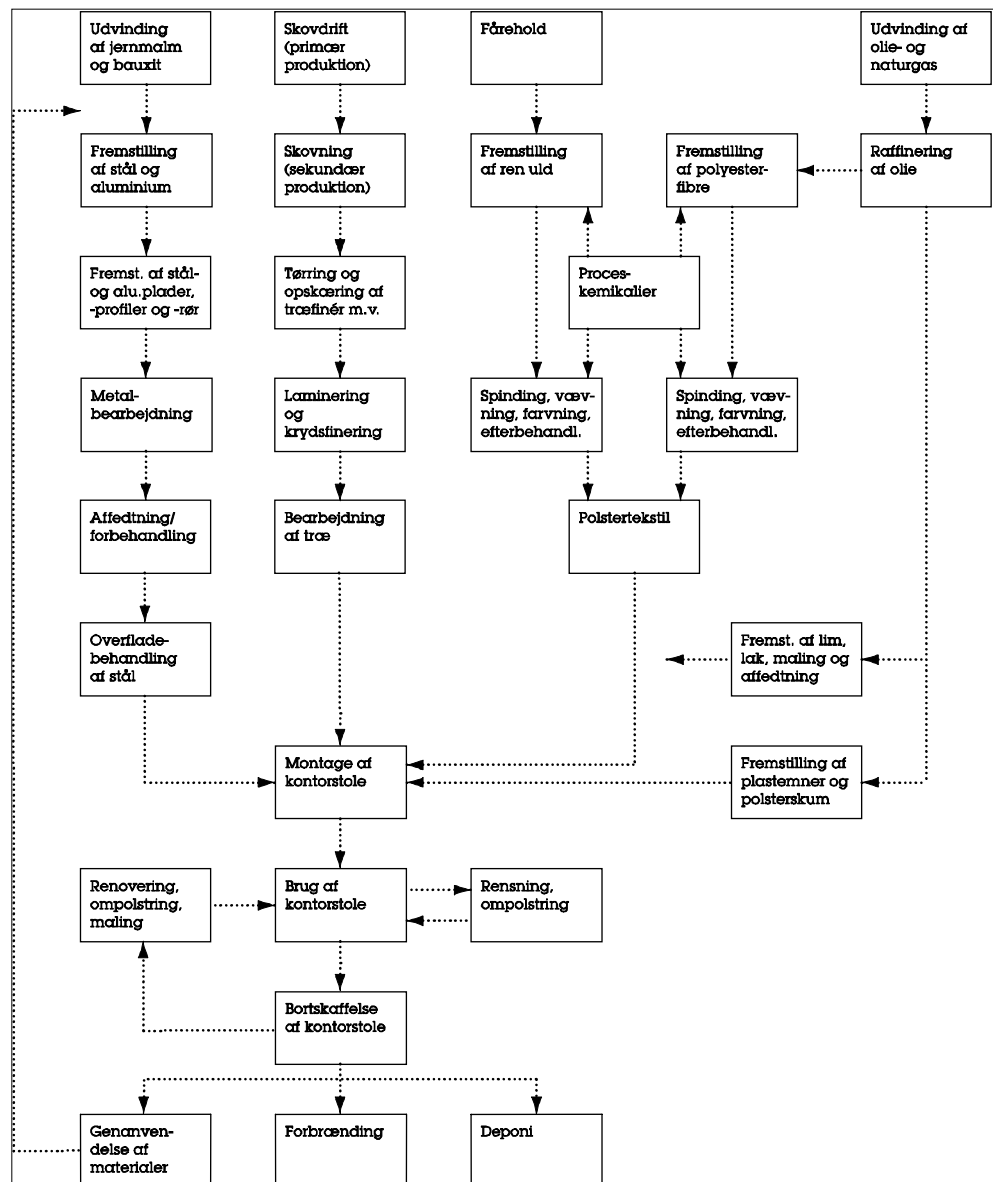 Udvinding
af jernmalm
og bauxit
Skovdrift
(primær
produktion)
Fårehold
Udvinding af
olie- og
naturgas
Fremstilling
af stål og
aluminium
Skovning
(sekundær
produktion)
Fremstilling
af ren uld
Fremstilling
af polyester-
fibre
Raffinering
af olie
Fremst. af stål-
og alu.plader,
-profiler og -rør
Tørring og
opskæring af
træfinér m.v.
Proces-
kemikalier
Metal-
bearbejdning
Laminering
og
krydsfinering
Spinding, væv-
ning, farvning,
efterbehandl.
Spinding, væv-
ning, farvning,
efterbehandl.
Affedtning/
forbehandling
Bearbejdning
af træ
Polstertekstil
Overflade-
behandling
af stål
Fremst. af lim,
lak, maling og
affedtning
Montage af
kontorstole
Fremstilling af
plastemner og
polsterskum
Renovering,
ompolstring,
maling
Brug af
kontorstole
Rensning,
ompolstring
Bortskaffelse
af kontorstole
Genanven-
delse af
materialer
Forbrænding
Deponi